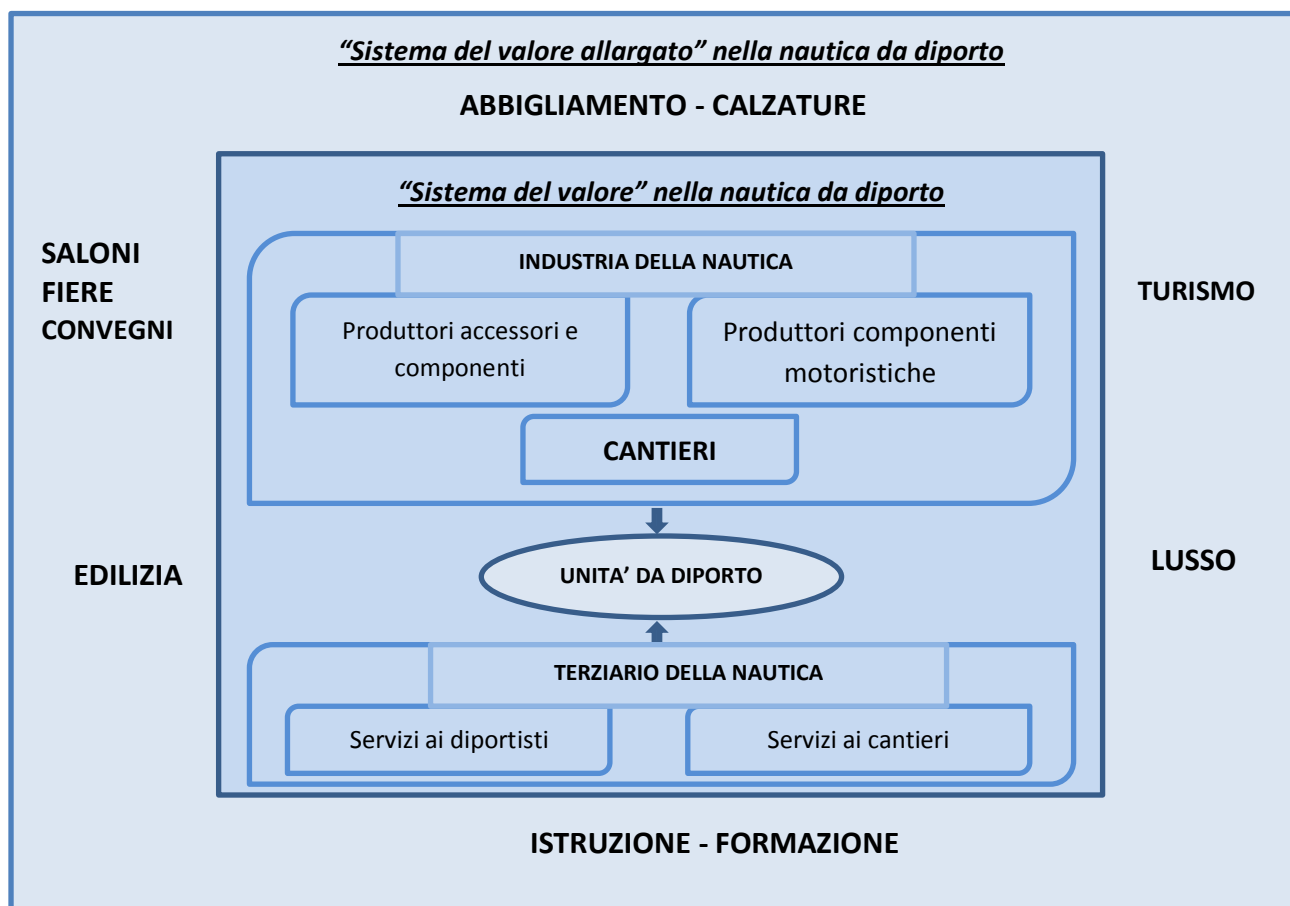 “Sistema del valore allargato” nella nautica da diporto
ABBIGLIAMENTO - CALZATURE
“Sistema del valore” nella nautica da diporto
SALONI
FIERE
CONVEGNI
INDUSTRIA DELLA NAUTICA
TURISMO
Produttori accessori e
componenti
Produttori componenti
motoristiche
CANTIERI
EDILIZIA
UNITA’ DA DIPORTO
LUSSO
TERZIARIO DELLA NAUTICA
Servizi ai diportisti
Servizi ai cantieri
ISTRUZIONE - FORMAZIONE